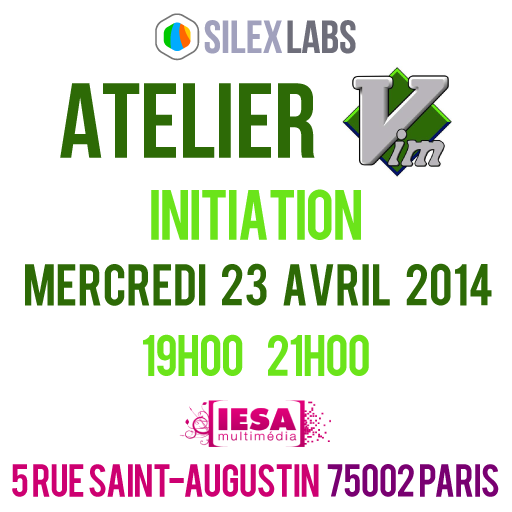 SILEX LABS
ATELIER Vim
INITIATION
MERCREDI 23 AVRIL 2014
19H00 21H00
IESA
multimédia
5 RUE SAINT-AUGUSTIN 75002 PARIS